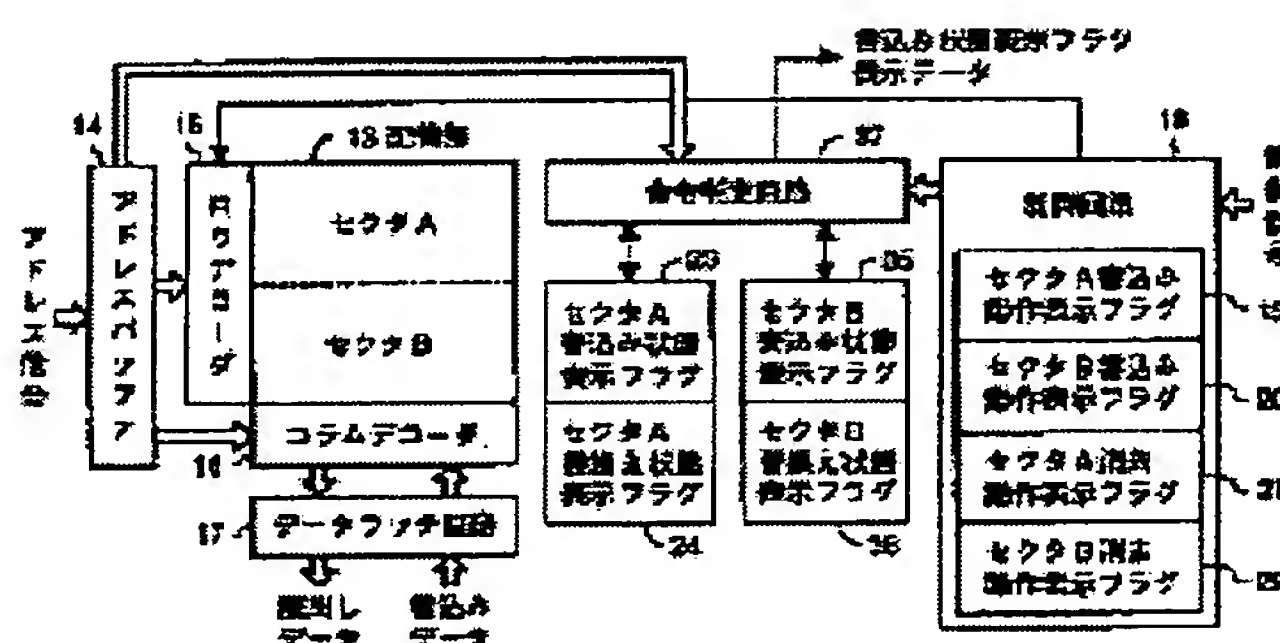 書込み状態表示フラグ
表示データ
14
15
13 記憶部
18
アドレスバッファ
ロウデコーダ
セクタA
セクタB
制御回路
アドレス信号
セクタA
書込み状態
表示フラグ
セクタB
書込み状態
表示フラグ
セクタA書込み
動作表示フラグ
セクタB書込み
動作表示フラグ
コラムデコーダ
16
セクタA
書換え状態
表示フラグ
セクタB
書換え状態
表示フラグ
セクタA消去
動作表示フラグ
17
データラッチ回路
24
26
セクタB消去
動作表示フラグ
読出し
データ
書込み
データ